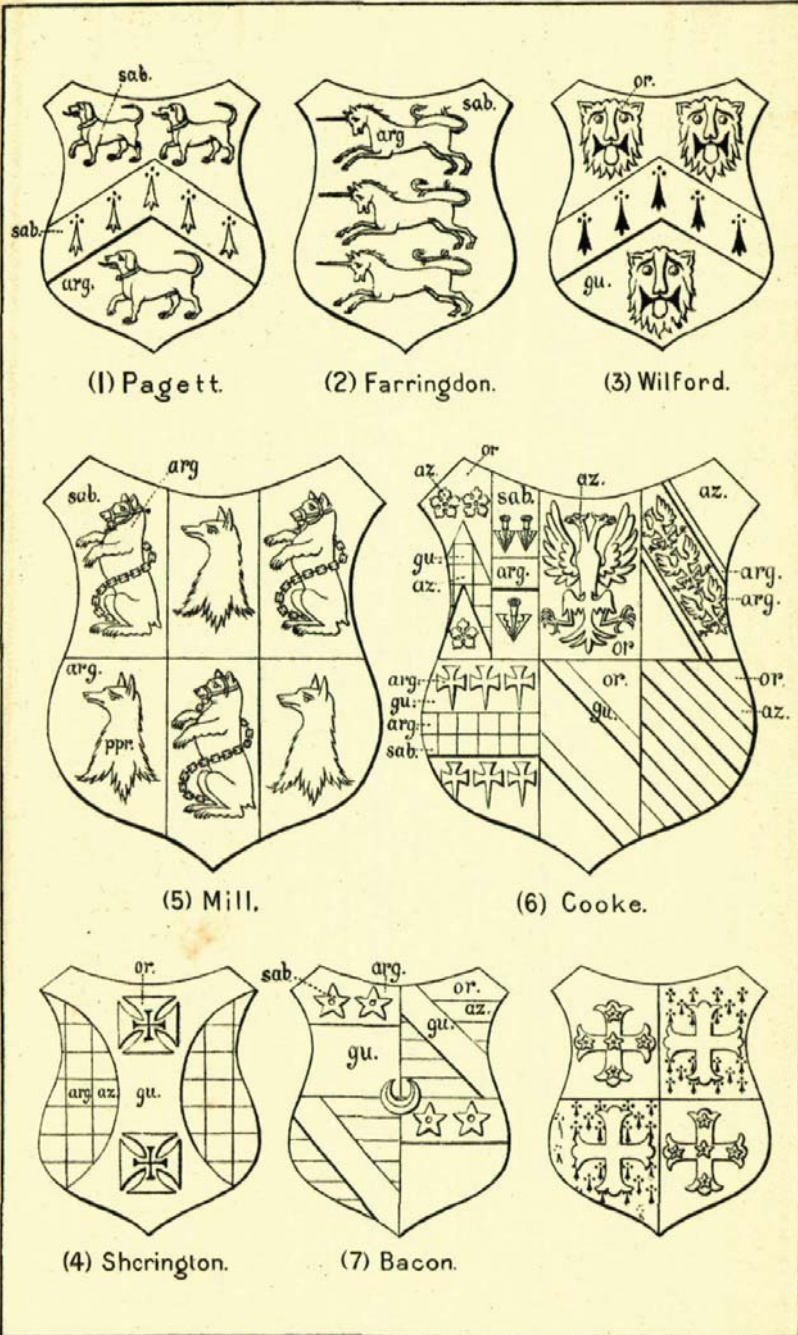 sab.
sab.
arg.
(1) Pagett.
sab.
arg
(2) Farringdon.
or.
gu.
(3) Wilford.
arg
sab.
arg.
ppr.
(5) Mill.
or
az.
sab.
az.
az.
gu.
az.
arg.
arg.
arg.
or
arg.
gu.
arg
sab.
or.
gu.
or.
az.
(6) Cooke.
or.
arg
az.
gu.
(4) Sherington.
sab.
arg.
or.
az.
gu.
gu.
(7) Bacon.